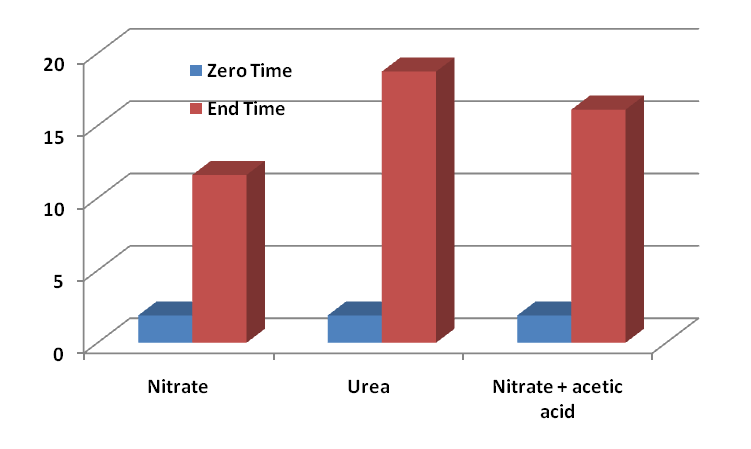 20
15
10
5
0
Zero Time
End Time
Nitrate
Urea
Nitrate + acetic
acid